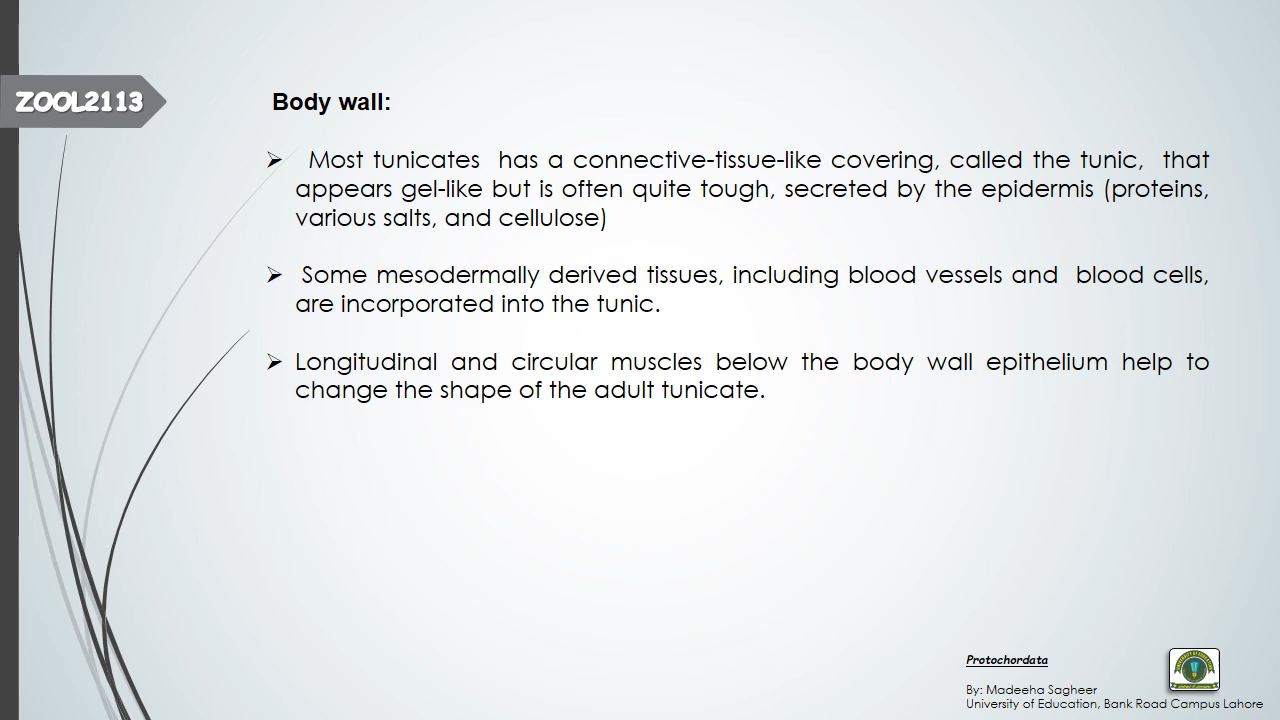 ZOOL2113
Body wall:
➢ Most tunicates has a connective-tissue-like covering, called the tunic, that
appears gel-like but is often quite tough, secreted by the epidermis (proteins,
various salts, and cellulose)
➢ Some mesodermally derived tissues, including blood vessels and blood cells,
are incorporated into the tunic.
➢ Longitudinal and circular muscles below the body wall epithelium help to
change the shape of the adult tunicate.
Protochordata
By: Madeeha Sagheer
University of Education, Bank Road Campus Lahore